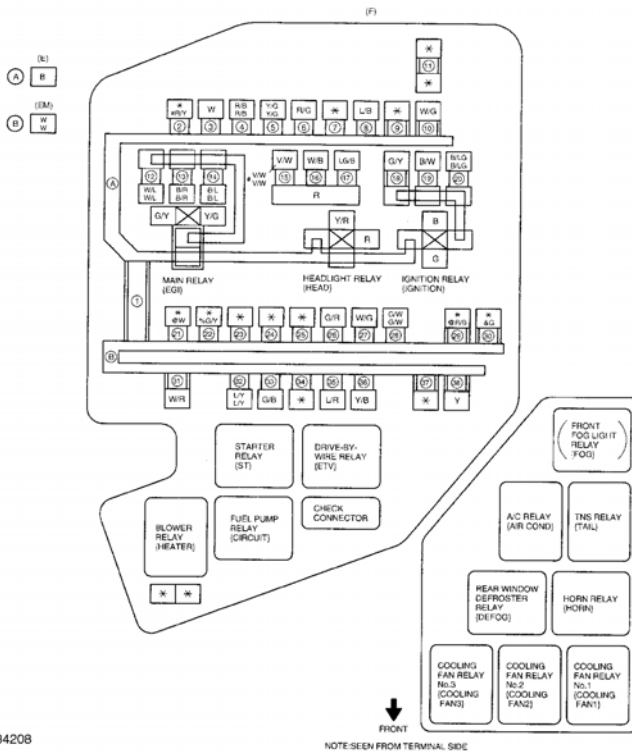 (F)
(E)
A B
(EM)
B W
W
*
11
*
*
#R/Y W R/B
R/B Y/G
Y/G R/G * L/B * W/G
2 3 4 5 6 7 8 9 10
12 13 14
W/L
W/L B/R
B/R B/L
B/L
V/W W/B LG/B
# V/W
V/W
15 16 17
R
G/Y B/W B/LG
B/LG
18 19 20
A
G/Y Y/G
Y/R
R
B
G
MAIN RELAY
(EGI)
HEADLIGHT RELAY
(HEAD)
IGNITION RELAY
(IGNITION)
1
*
@W *
%G/Y * * * G/R W/G G/W
G/W *
@R/B *
&G
21 22 23 24 25 26 27 28 29 30
B
31 32 33 34 35 36 37 38
W/R L/Y
L/Y G/B * L/R Y/B * Y
STARTER
RELAY
(ST)
DRIVE-BY-
WIRE RELAY
(ETV)
BLOWER
RELAY
(HEATER)
FUEL PUMP
RELAY
(CIRCUIT)
CHECK
CONNECTOR
* *
FRONT
FOG LIGHT
RELAY
(FOG)
A/C RELAY
(AIR COND)
TNS RELAY
(TAIL)
REAR WINDOW
DEFROSTER
RELAY
(DEFOG)
HORN RELAY
(HORN)
COOLING
FAN RELAY
No.3
(COOLING
FAN3)
COOLING
FAN RELAY
No.2
(COOLING
FAN2)
COOLING
FAN RELAY
No.1
(COOLING
FAN1)
FRONT
NOTE:SEEN FROM TERMINAL SIDE
34208